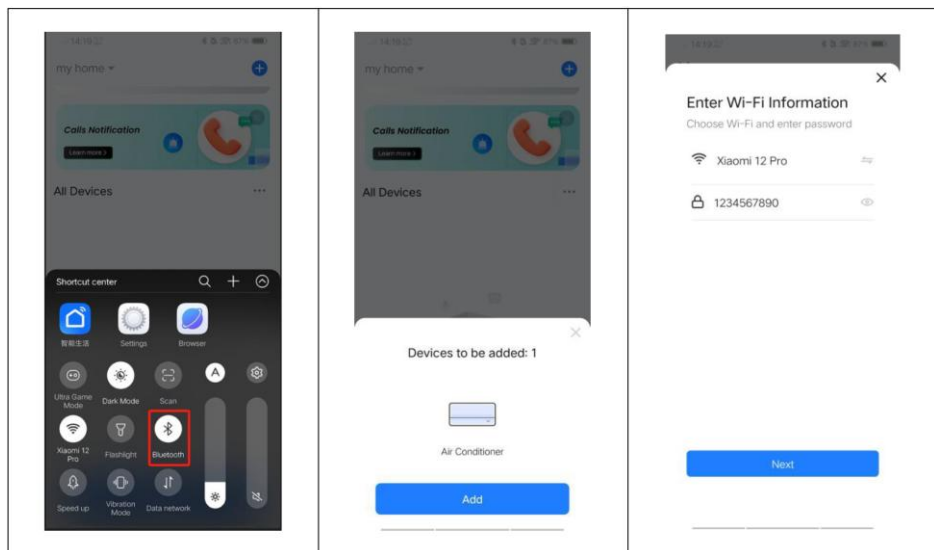 14:19
87%
my home
Calls Notification
Learn more >
All Devices
Shortcut center
智能生活
Settings
Browser
Ultra Game
Mode
Dark Mode
Scan
A
Xiaomi 12
Pro
Flashlight
Bluetooth
Speed up
Vibration
Mode
Data network
my home
Calls Notification
Learn more >
All Devices
Devices to be added: 1
Air Conditioner
Add
Enter Wi-Fi Information
Choose Wi-Fi and enter password
Xiaomi 12 Pro
1234567890
Next